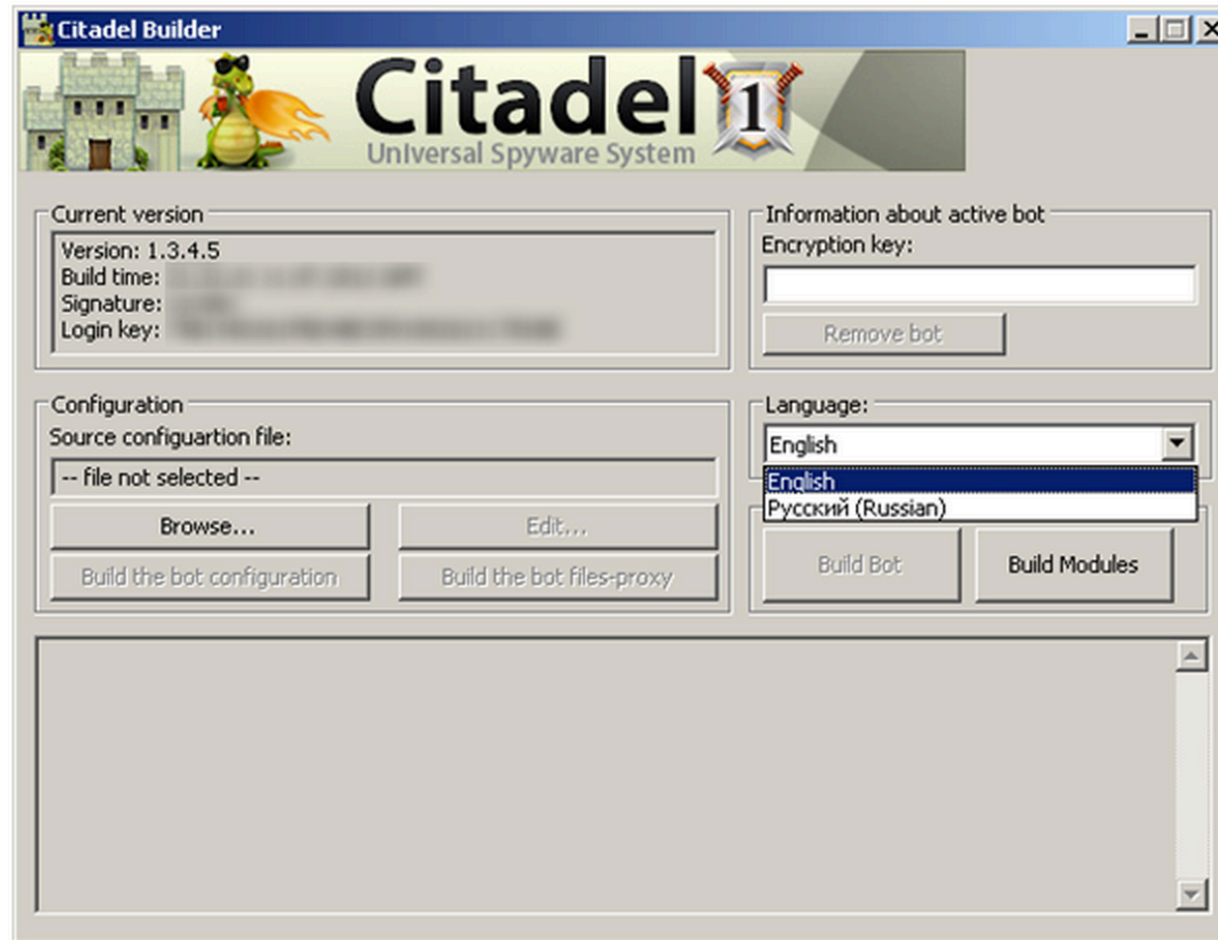 Citadel Builder
Citadel 1
Universal Spyware System
Current version
Version: 1.3.4.5
Build time:
Signature:
Login key:
Information about active bot
Encryption key:
Remove bot
Configuration
Source configuartion file:
-- file not selected --
Browse...
Edit...
Build the bot configuration
Build the bot files-proxy
Language:
English
English
Русский (Russian)
Build Bot
Build Modules